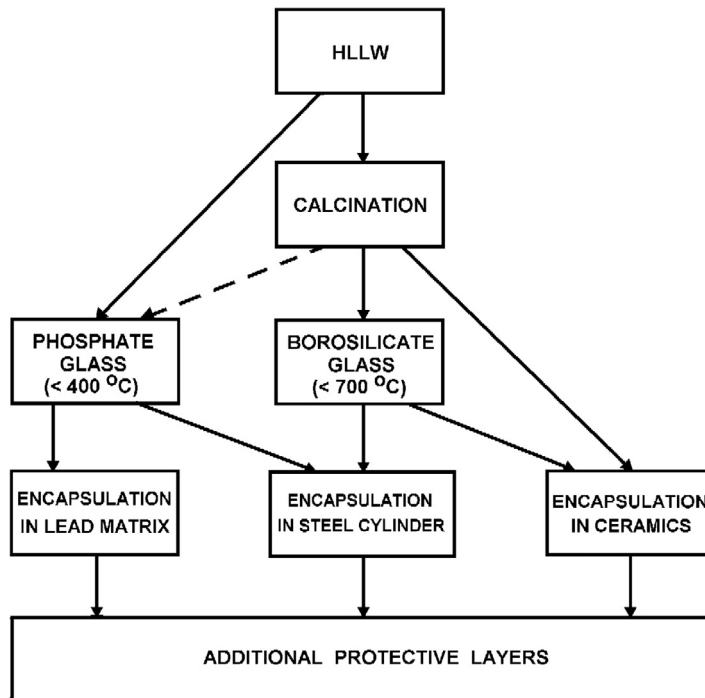 HLLW
CALCINATION
PHOSPHATE
GLASS
(< 400 °C)
BOROSILICATE
GLASS
(< 700 °C)
ENCAPSULATION
IN LEAD MATRIX
ENCAPSULATION
IN STEEL CYLINDER
ENCAPSULATION
IN CERAMICS
ADDITIONAL PROTECTIVE LAYERS